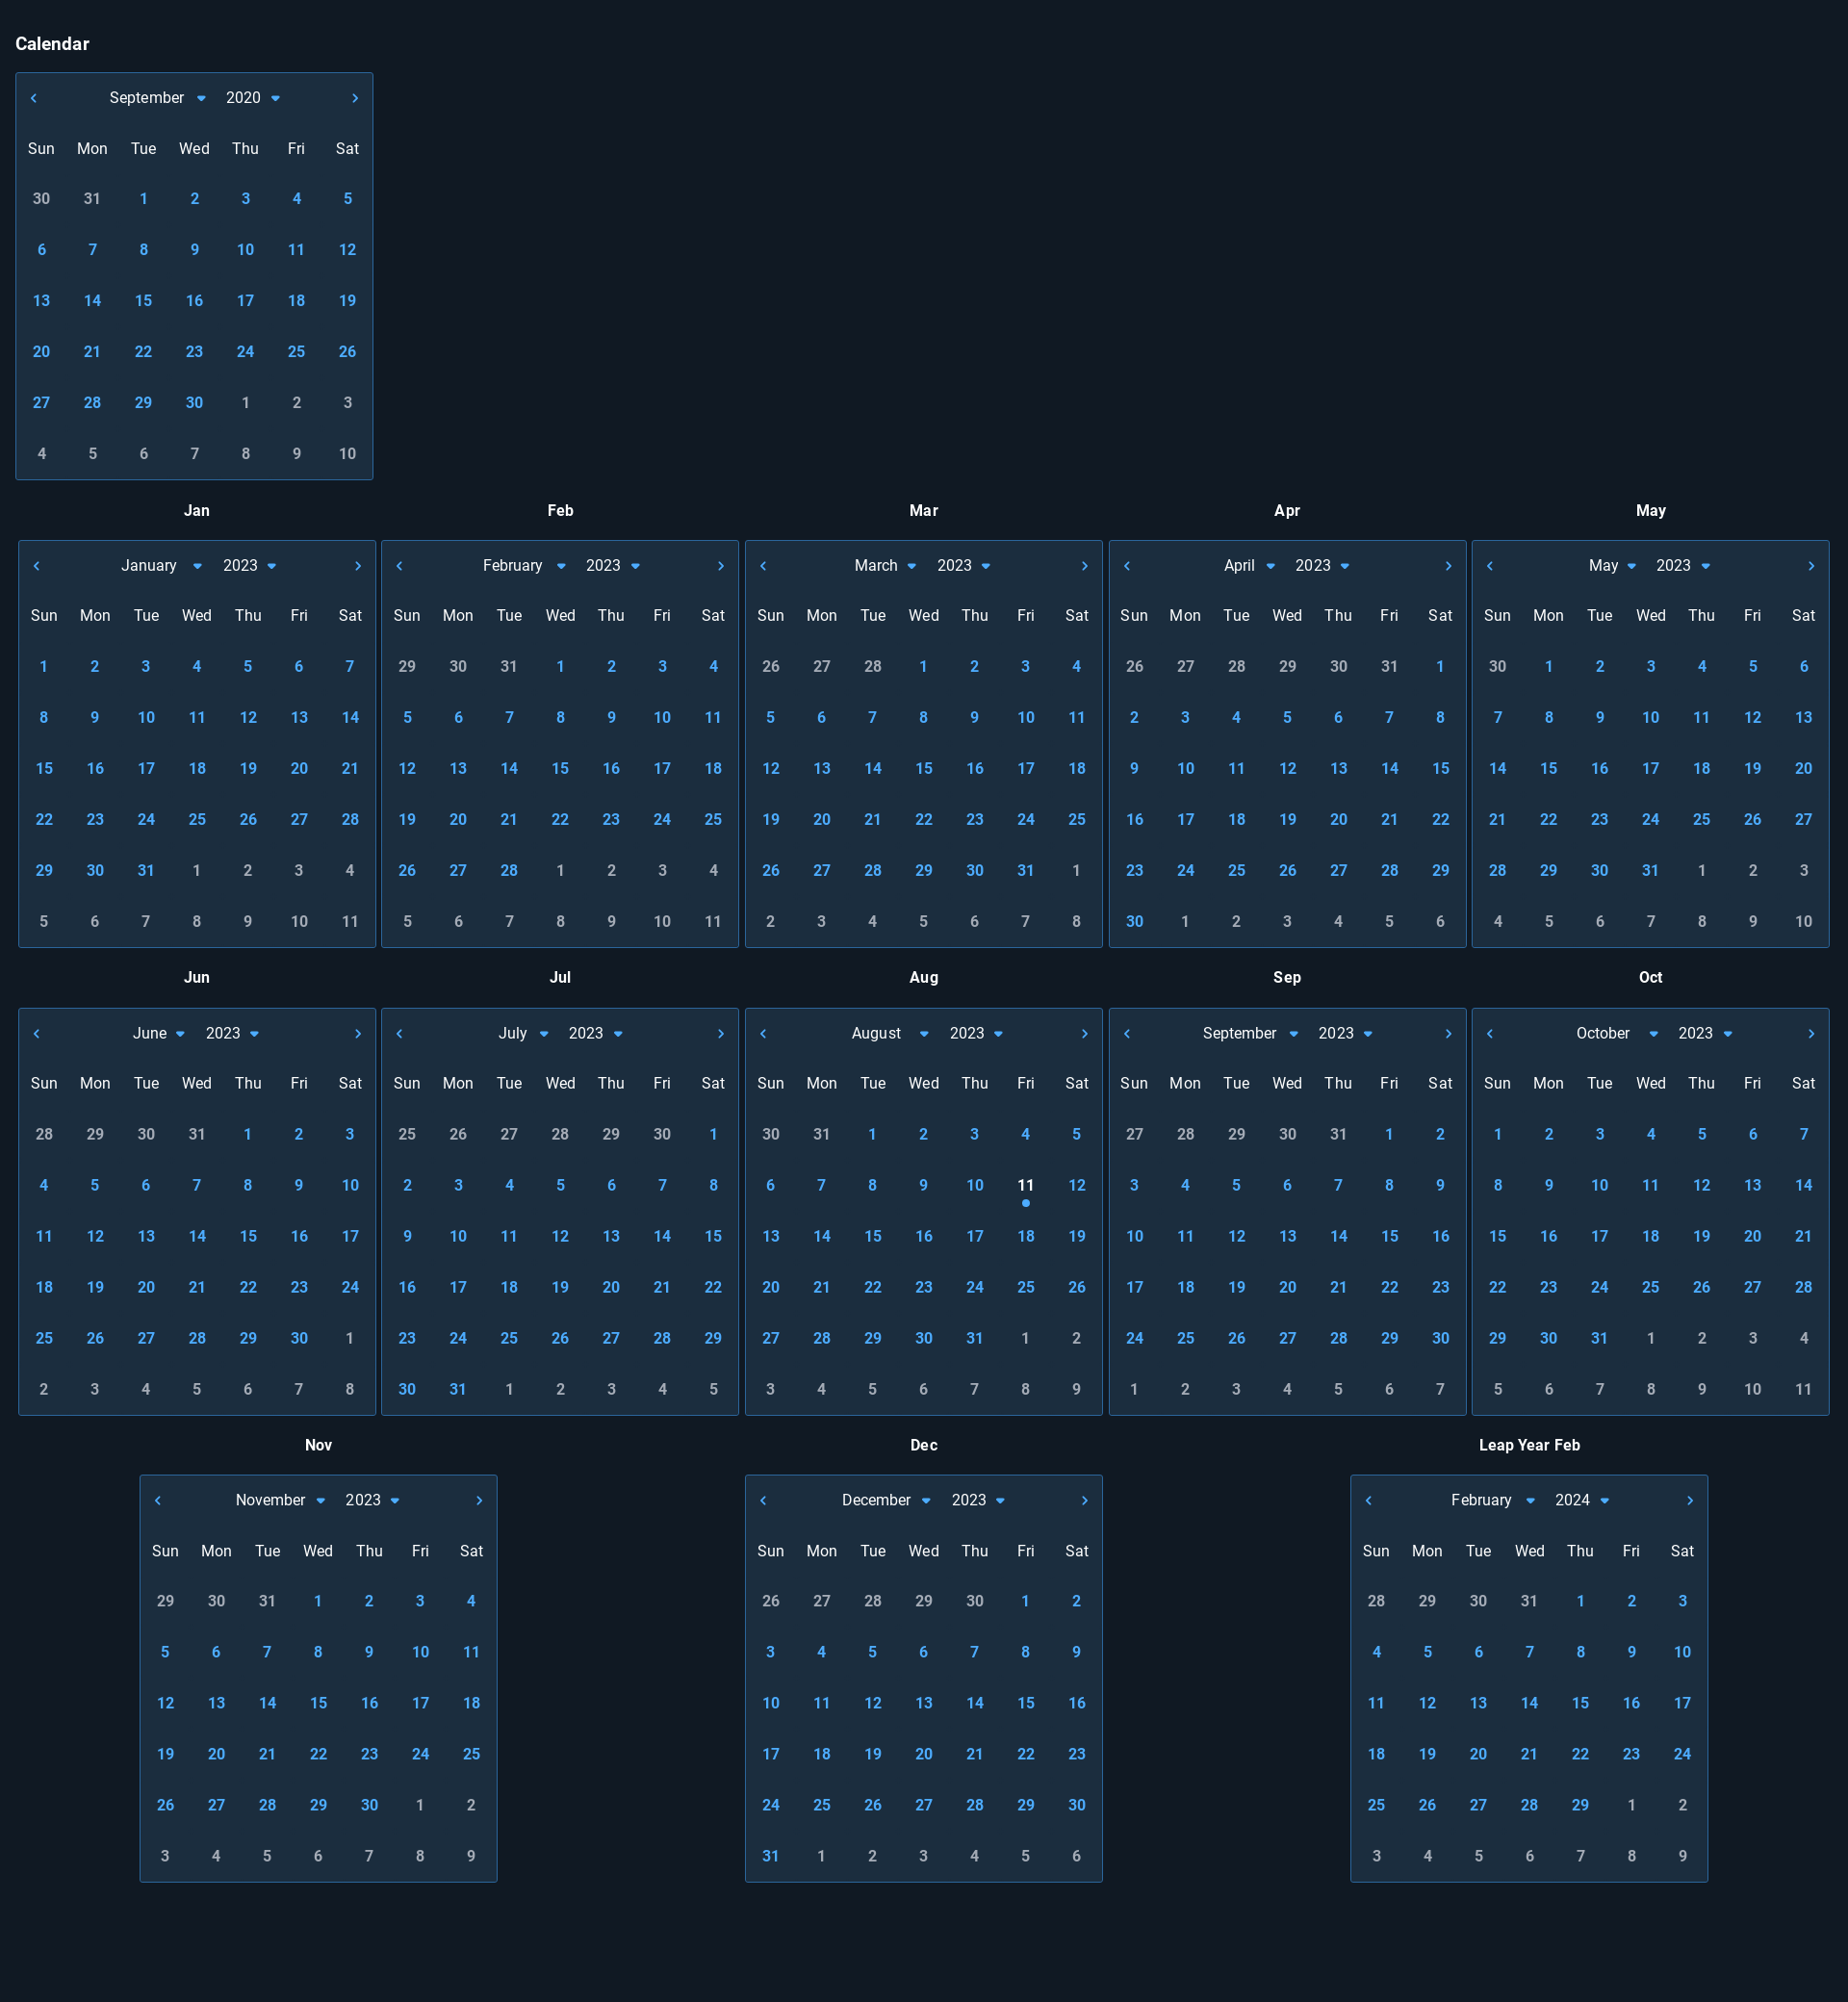 Calendar
September 2020
Sun Mon Tue Wed Thu Fri Sat
30 31 1 2 3 4 5
6 7 8 9 10 11 12
13 14 15 16 17 18 19
20 21 22 23 24 25 26
27 28 29 30 1 2 3
4 5 6 7 8 9 10
Jan
January 2023
Sun Mon Tue Wed Thu Fri Sat
1 2 3 4 5 6 7
8 9 10 11 12 13 14
15 16 17 18 19 20 21
22 23 24 25 26 27 28
29 30 31 1 2 3 4
5 6 7 8 9 10 11
Feb
February 2023
Sun Mon Tue Wed Thu Fri Sat
29 30 31 1 2 3 4
5 6 7 8 9 10 11
12 13 14 15 16 17 18
19 20 21 22 23 24 25
26 27 28 1 2 3 4
5 6 7 8 9 10 11
Mar
March 2023
Sun Mon Tue Wed Thu Fri Sat
26 27 28 1 2 3 4
5 6 7 8 9 10 11
12 13 14 15 16 17 18
19 20 21 22 23 24 25
26 27 28 29 30 31 1
2 3 4 5 6 7 8
Apr
April 2023
Sun Mon Tue Wed Thu Fri Sat
26 27 28 29 30 31 1
2 3 4 5 6 7 8
9 10 11 12 13 14 15
16 17 18 19 20 21 22
23 24 25 26 27 28 29
30 1 2 3 4 5 6
May
May 2023
Sun Mon Tue Wed Thu Fri Sat
30 1 2 3 4 5 6
7 8 9 10 11 12 13
14 15 16 17 18 19 20
21 22 23 24 25 26 27
28 29 30 31 1 2 3
4 5 6 7 8 9 10
Jun
June 2023
Sun Mon Tue Wed Thu Fri Sat
28 29 30 31 1 2 3
4 5 6 7 8 9 10
11 12 13 14 15 16 17
18 19 20 21 22 23 24
25 26 27 28 29 30 1
2 3 4 5 6 7 8
Jul
July 2023
Sun Mon Tue Wed Thu Fri Sat
25 26 27 28 29 30 1
2 3 4 5 6 7 8
9 10 11 12 13 14 15
16 17 18 19 20 21 22
23 24 25 26 27 28 29
30 31 1 2 3 4 5
Aug
August 2023
Sun Mon Tue Wed Thu Fri Sat
30 31 1 2 3 4 5
6 7 8 9 10 11 12
13 14 15 16 17 18 19
20 21 22 23 24 25 26
27 28 29 30 31 1 2
3 4 5 6 7 8 9
Sep
September 2023
Sun Mon Tue Wed Thu Fri Sat
27 28 29 30 31 1 2
3 4 5 6 7 8 9
10 11 12 13 14 15 16
17 18 19 20 21 22 23
24 25 26 27 28 29 30
1 2 3 4 5 6 7
Oct
October 2023
Sun Mon Tue Wed Thu Fri Sat
1 2 3 4 5 6 7
8 9 10 11 12 13 14
15 16 17 18 19 20 21
22 23 24 25 26 27 28
29 30 31 1 2 3 4
5 6 7 8 9 10 11
Nov
November 2023
Sun Mon Tue Wed Thu Fri Sat
29 30 31 1 2 3 4
5 6 7 8 9 10 11
12 13 14 15 16 17 18
19 20 21 22 23 24 25
26 27 28 29 30 1 2
3 4 5 6 7 8 9
Dec
December 2023
Sun Mon Tue Wed Thu Fri Sat
26 27 28 29 30 1 2
3 4 5 6 7 8 9
10 11 12 13 14 15 16
17 18 19 20 21 22 23
24 25 26 27 28 29 30
31 1 2 3 4 5 6
Leap Year Feb
February 2024
Sun Mon Tue Wed Thu Fri Sat
28 29 30 31 1 2 3
4 5 6 7 8 9 10
11 12 13 14 15 16 17
18 19 20 21 22 23 24
25 26 27 28 29 1 2
3 4 5 6 7 8 9